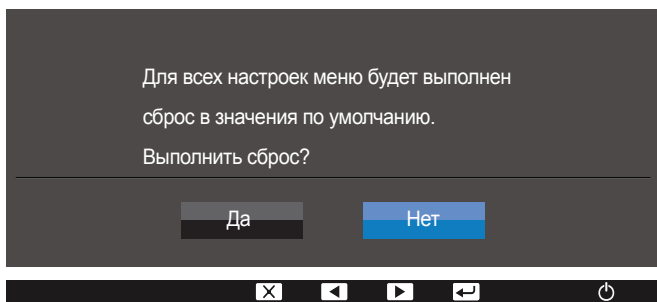 Для всех настроек меню будет выполнен
сброс в значения по умолчанию.
Выполнить сброс?
Да
Нет